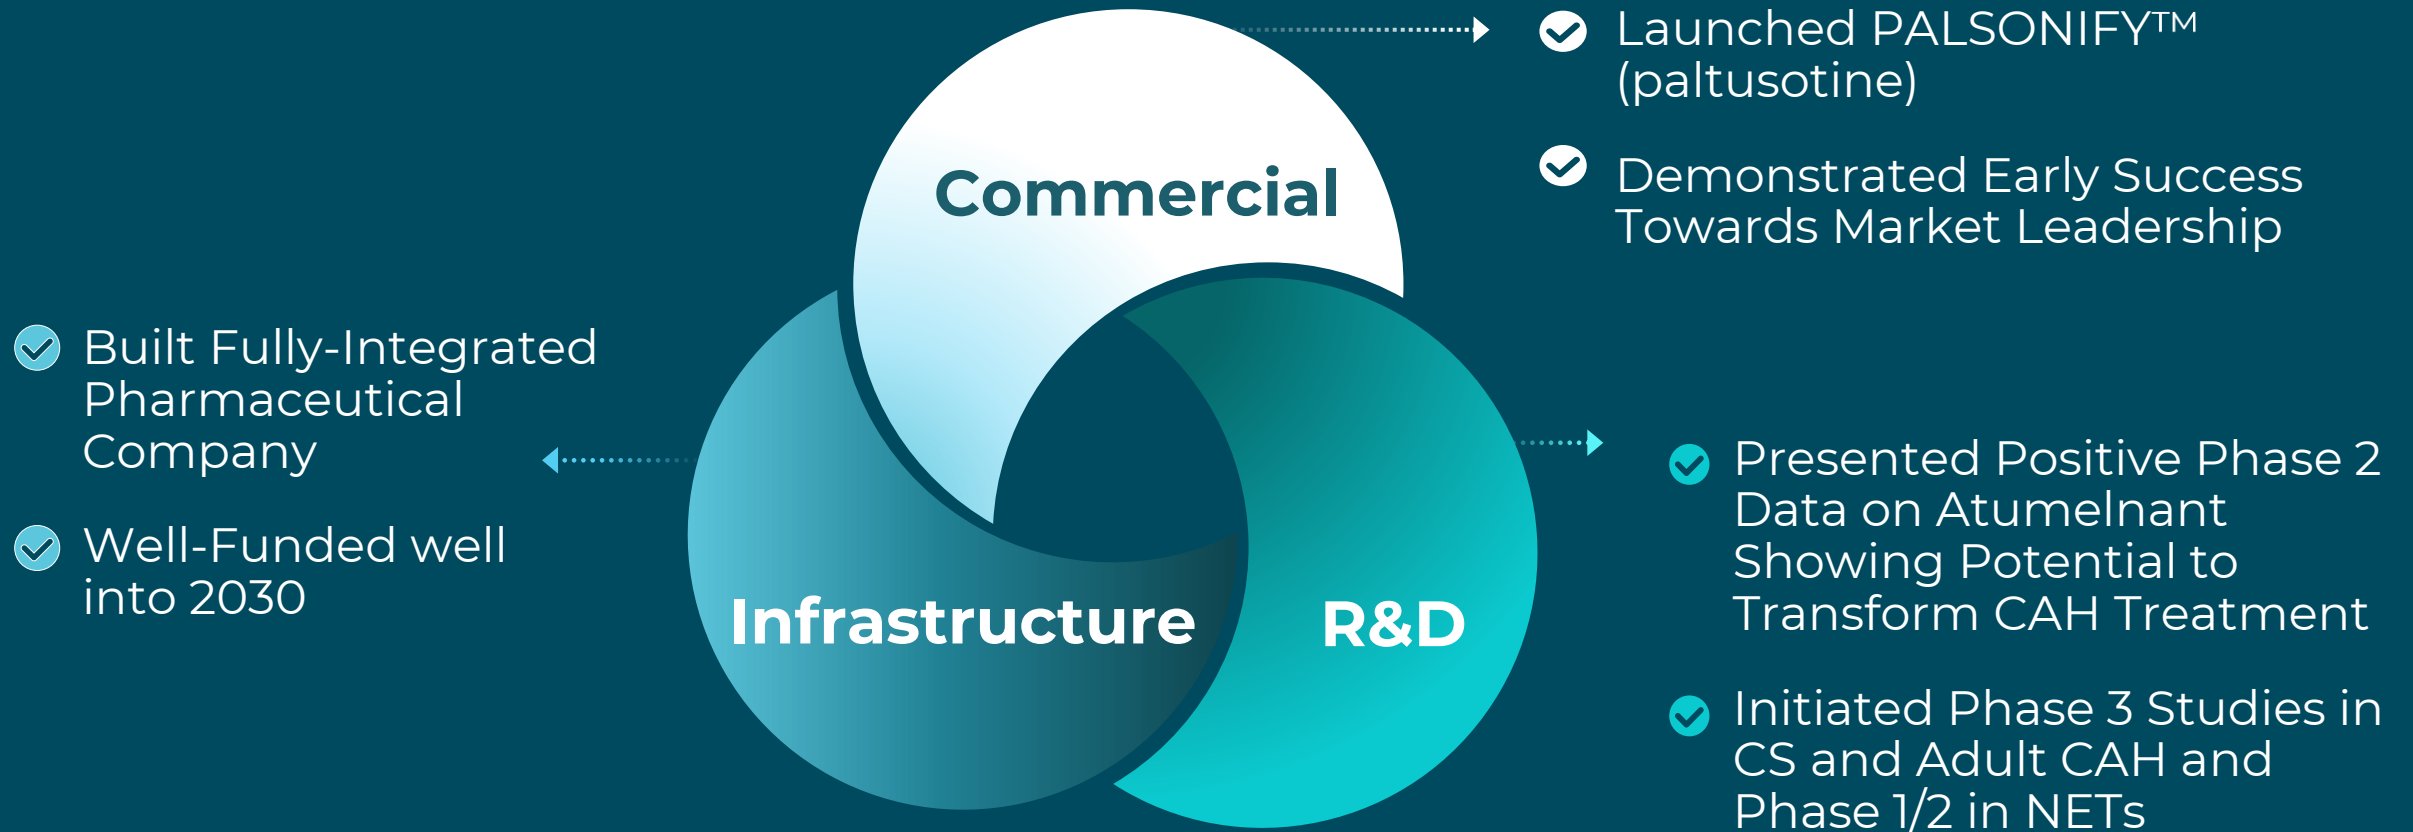 Commercial
Launched PALSONIFY™
(paltusotine)
Demonstrated Early Success
Towards Market Leadership
Built Fully-Integrated
Pharmaceutical
Company
Well-Funded well
into 2030
Infrastructure
R&D
Presented Positive Phase 2
Data on Atumelnant
Showing Potential to
Transform CAH Treatment
Initiated Phase 3 Studies in
CS and Adult CAH and
Phase 1/2 in NETs